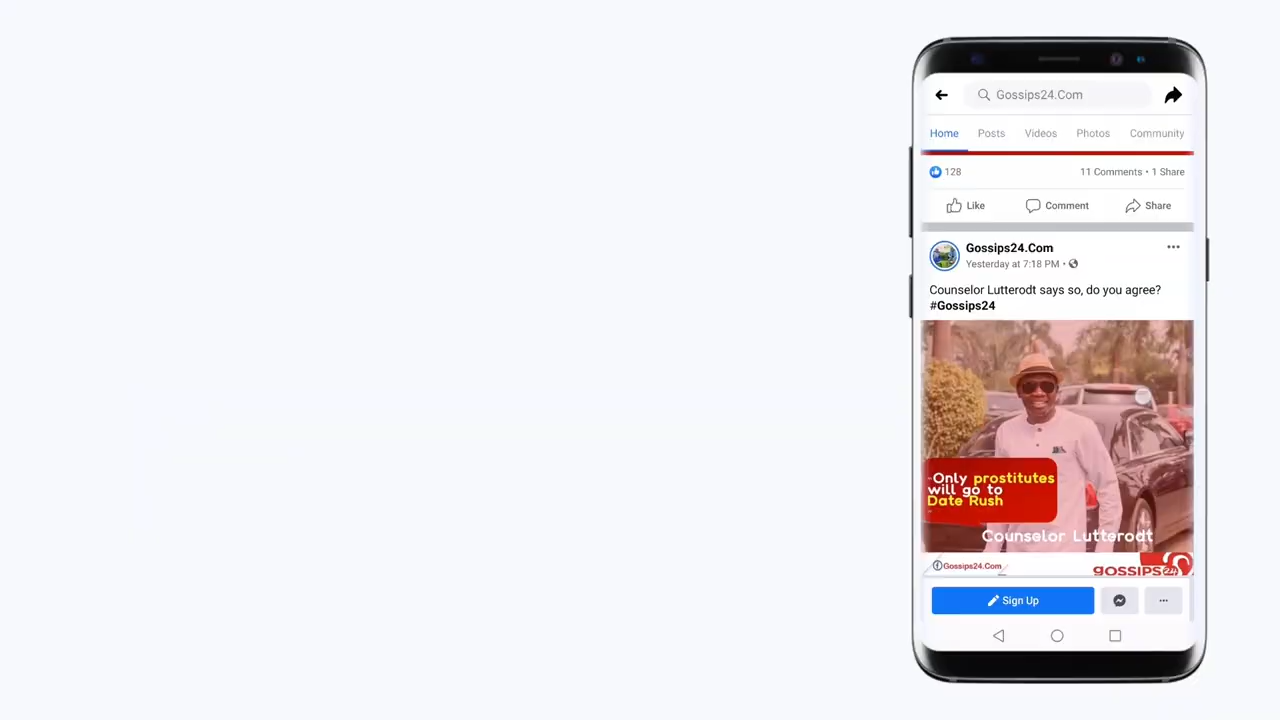 Gossips24.Com
Home Posts Videos Photos Community
128 11 Comments • 1 Share
Like Comment Share
Gossips24.Com
Yesterday at 7:18 PM •
Counselor Lutterodt says so, do you agree?
#Gossips24
Only prostitutes
will go to
Date Rush
Counselor Lutterodt
Gossips24.Com
gossips24
Sign Up